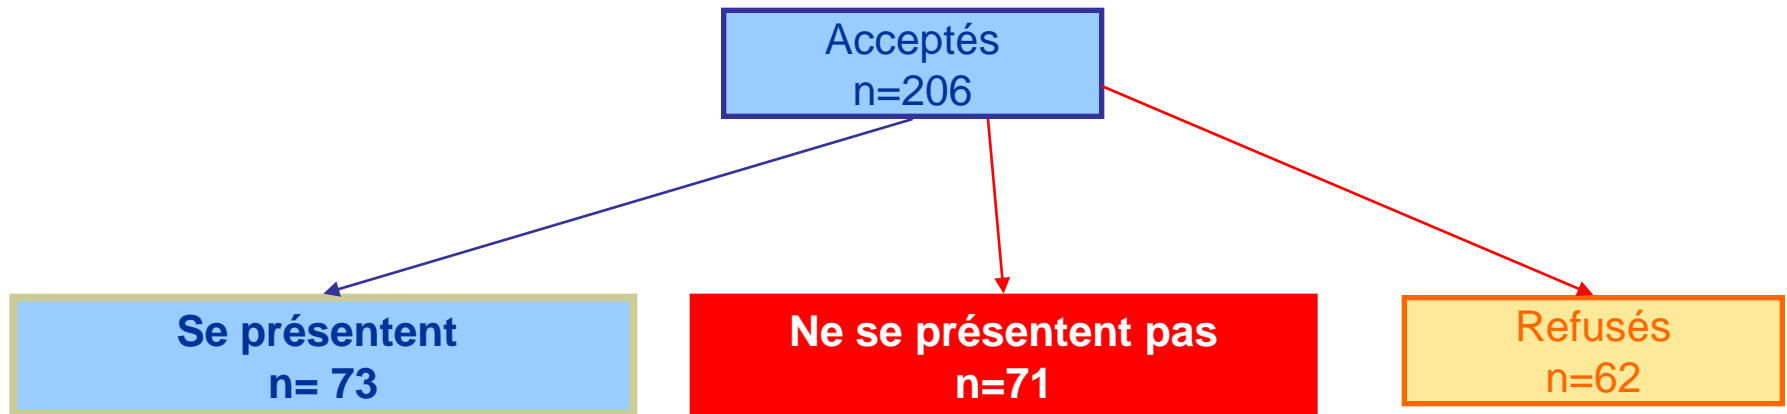 Acceptés
n=206
Se présentent
n= 73
Ne se présentent pas
n=71
Refusés
n=62